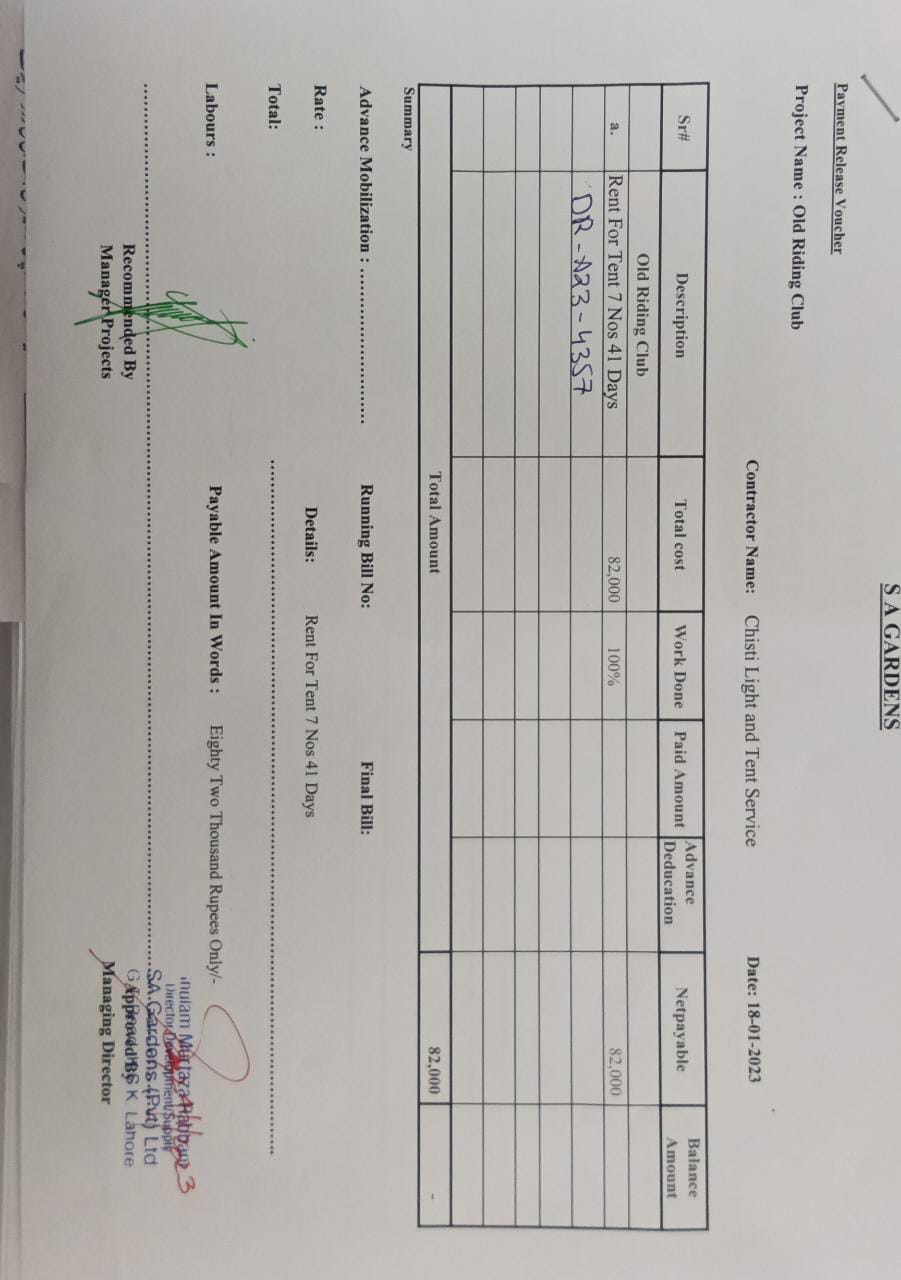 S A GARDENS
Payment Release Voucher
Project Name : Old Riding Club
Contractor Name: Chisti Light and Tent Service Date: 18-01-2023
Sr# Description Total cost Work Done Paid Amount Advance Deducation Netpayable Balance Amount
Old Riding Club
a. Rent For Tent 7 Nos 41 Days 82,000 100% 82,000
DR-A23-4357
Total Amount 82,000 -
Summary
Advance Mobilization : ........................ Running Bill No: Final Bill:
Rate : Details: Rent For Tent 7 Nos 41 Days
Total:
Labours : Payable Amount In Words : Eighty Two Thousand Rupees Only/-
Murtaza Rabbani
Director Development/Supply
SA.Gardens (Pvt) Ltd
Road KSK Lahore
Recommended By Approved By
Manager Projects Managing Director